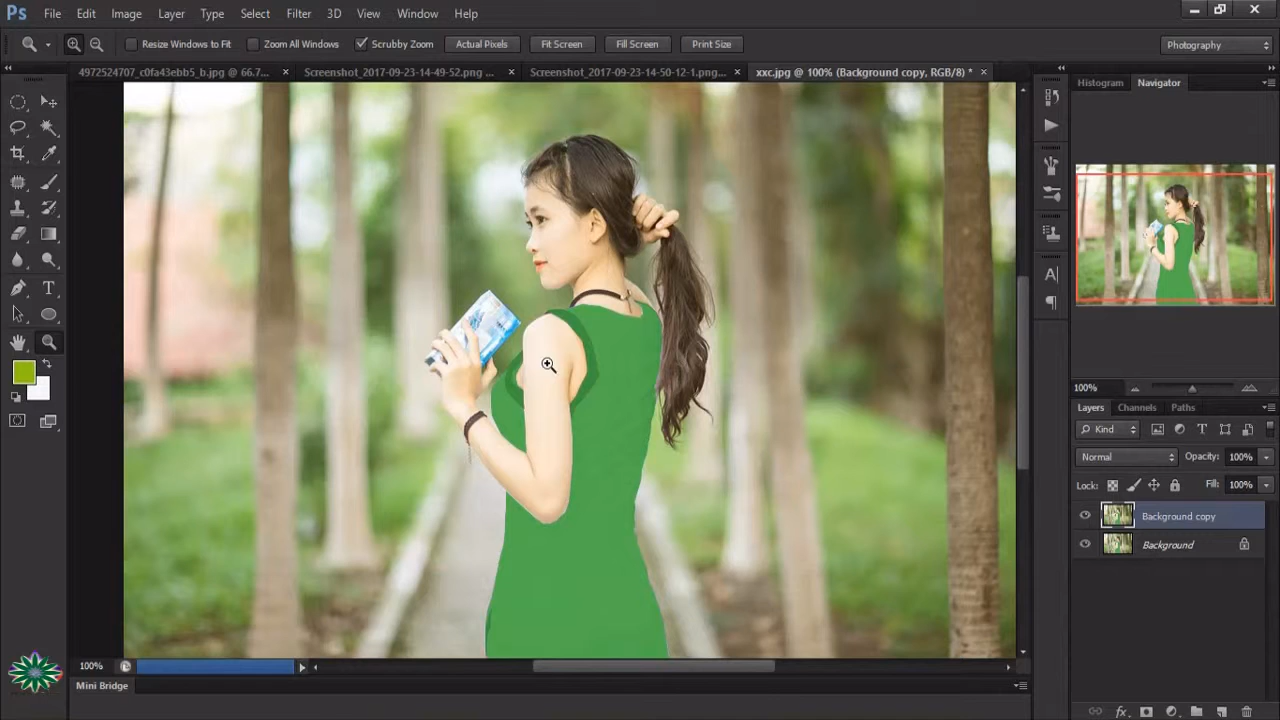 Ps File Edit Image Layer Type Select Filter 3D View Window Help
Resize Windows to Fit Zoom All Windows Scrubby Zoom Actual Pixels Fit Screen Fill Screen Print Size Photography
4972524707_c0fa43ebb5_b.jpg @ 66.7... × Screenshot_2017-09-23-14-49-52.png ... × Screenshot_2017-09-23-14-50-12-1.png... × xxc.jpg @ 100% (Background copy, RGB/8) * ×
Histogram Navigator
100%
Layers Channels Paths
Kind
Normal Opacity: 100%
Lock: Fill: 100%
Background copy
Background
100%
Mini Bridge